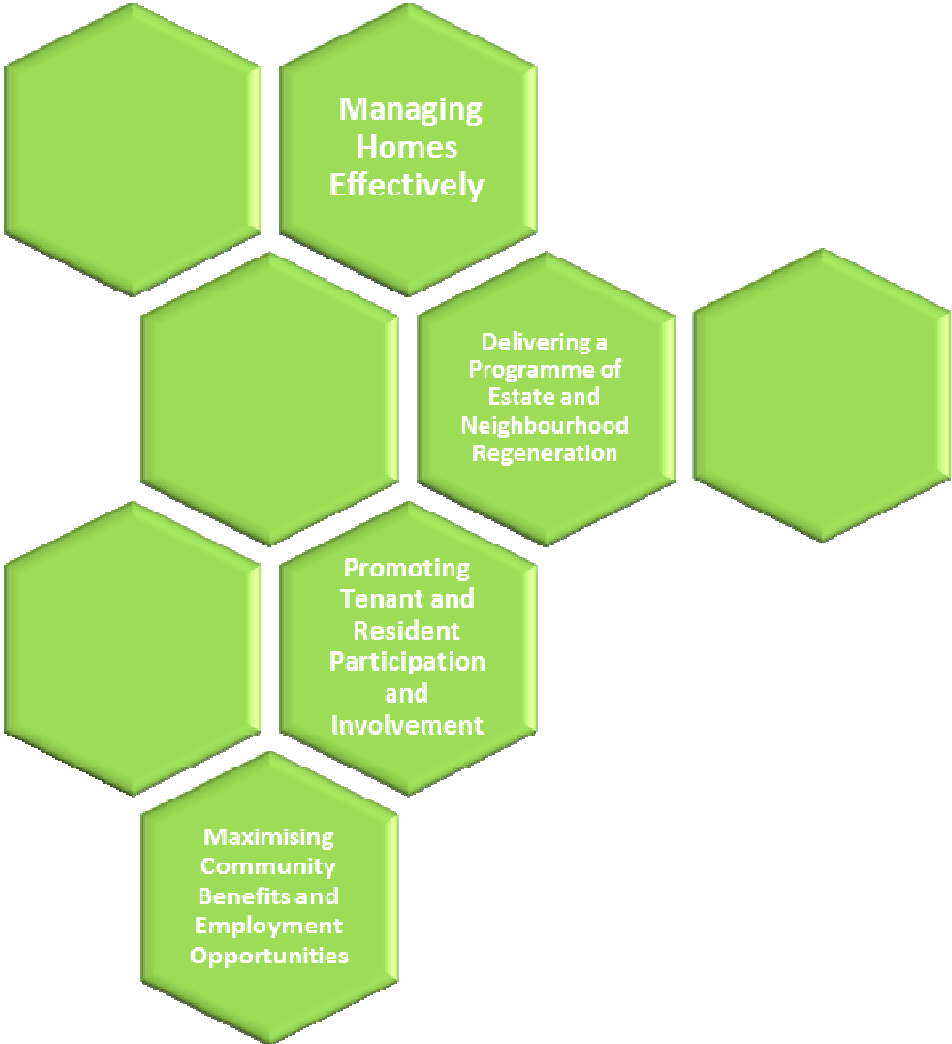 Managing
Homes
Effectively
Delivering a
Programme of
Estate and
Neighbourhood
Regeneration
Promoting
Tenant and
Resident
Participation
and
Involvement
Maximising
Community
Benefits and
Employment
Opportunities